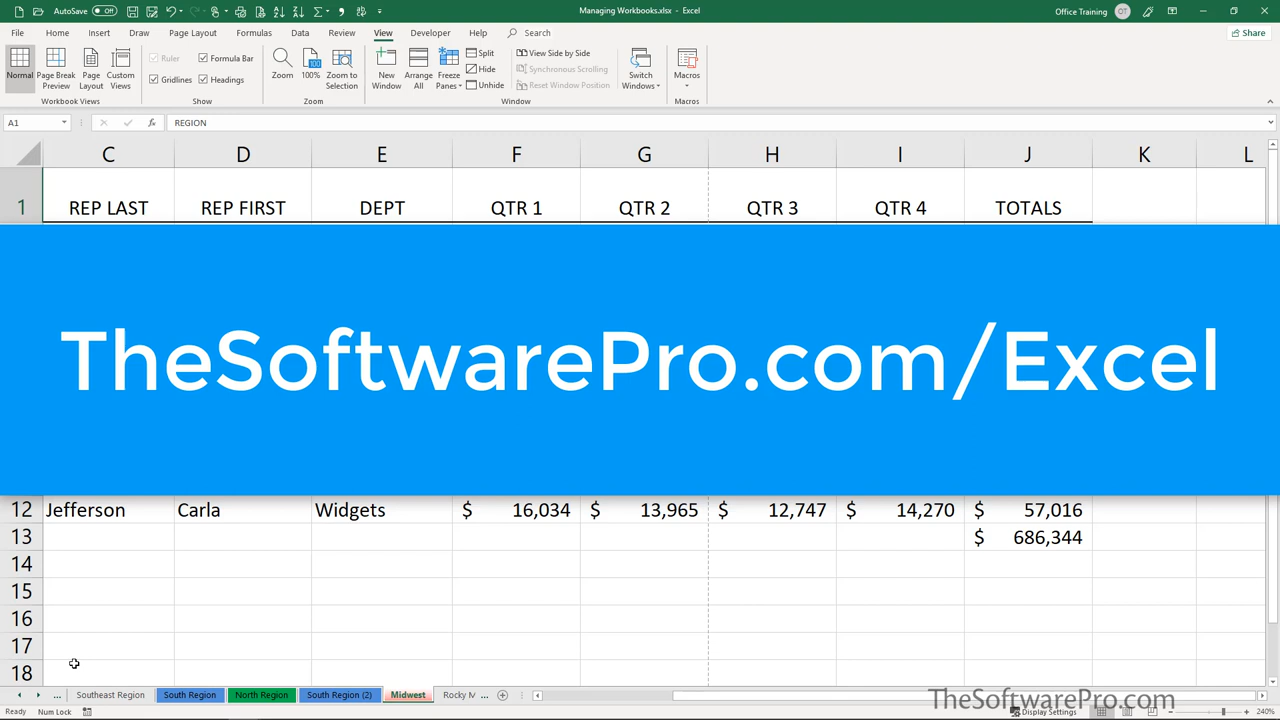 AutoSave Off
Managing Workbooks.xlsx - Excel
Office Training OT
File Home Insert Draw Page Layout Formulas Data Review View Developer Help Search Share
Normal
Page Break Preview
Page Layout
Custom Views
Workbook Views
Ruler
Formula Bar
Gridlines
Headings
Show
Zoom
100%
Zoom to Selection
Zoom
New Window
Arrange All
Freeze Panes
Split
Hide
Unhide
View Side by Side
Synchronous Scrolling
Reset Window Position
Window
Switch Windows
Macros
Macros
A1 fx REGION
C D E F G H I J K L
1 REP LAST REP FIRST DEPT QTR 1 QTR 2 QTR 3 QTR 4 TOTALS
TheSoftwarePro.com/Excel
12 Jefferson Carla Widgets $ 16,034 $ 13,965 $ 12,747 $ 14,270 $ 57,016
13 $ 686,344
14
15
16
17
18
... Southeast Region South Region North Region South Region (2) Midwest Rocky M ...
TheSoftwarePro.com
Ready Num Lock Display Settings 240%